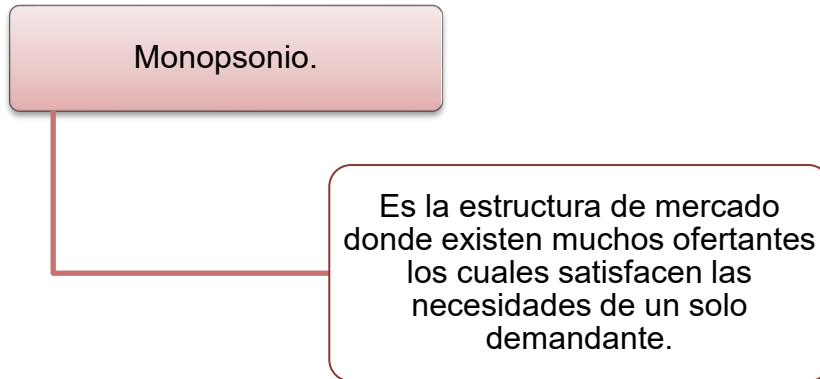 Monopsonio.
Es la estructura de mercado
donde existen muchos ofertantes
los cuales satisfacen las
necesidades de un solo
demandante.